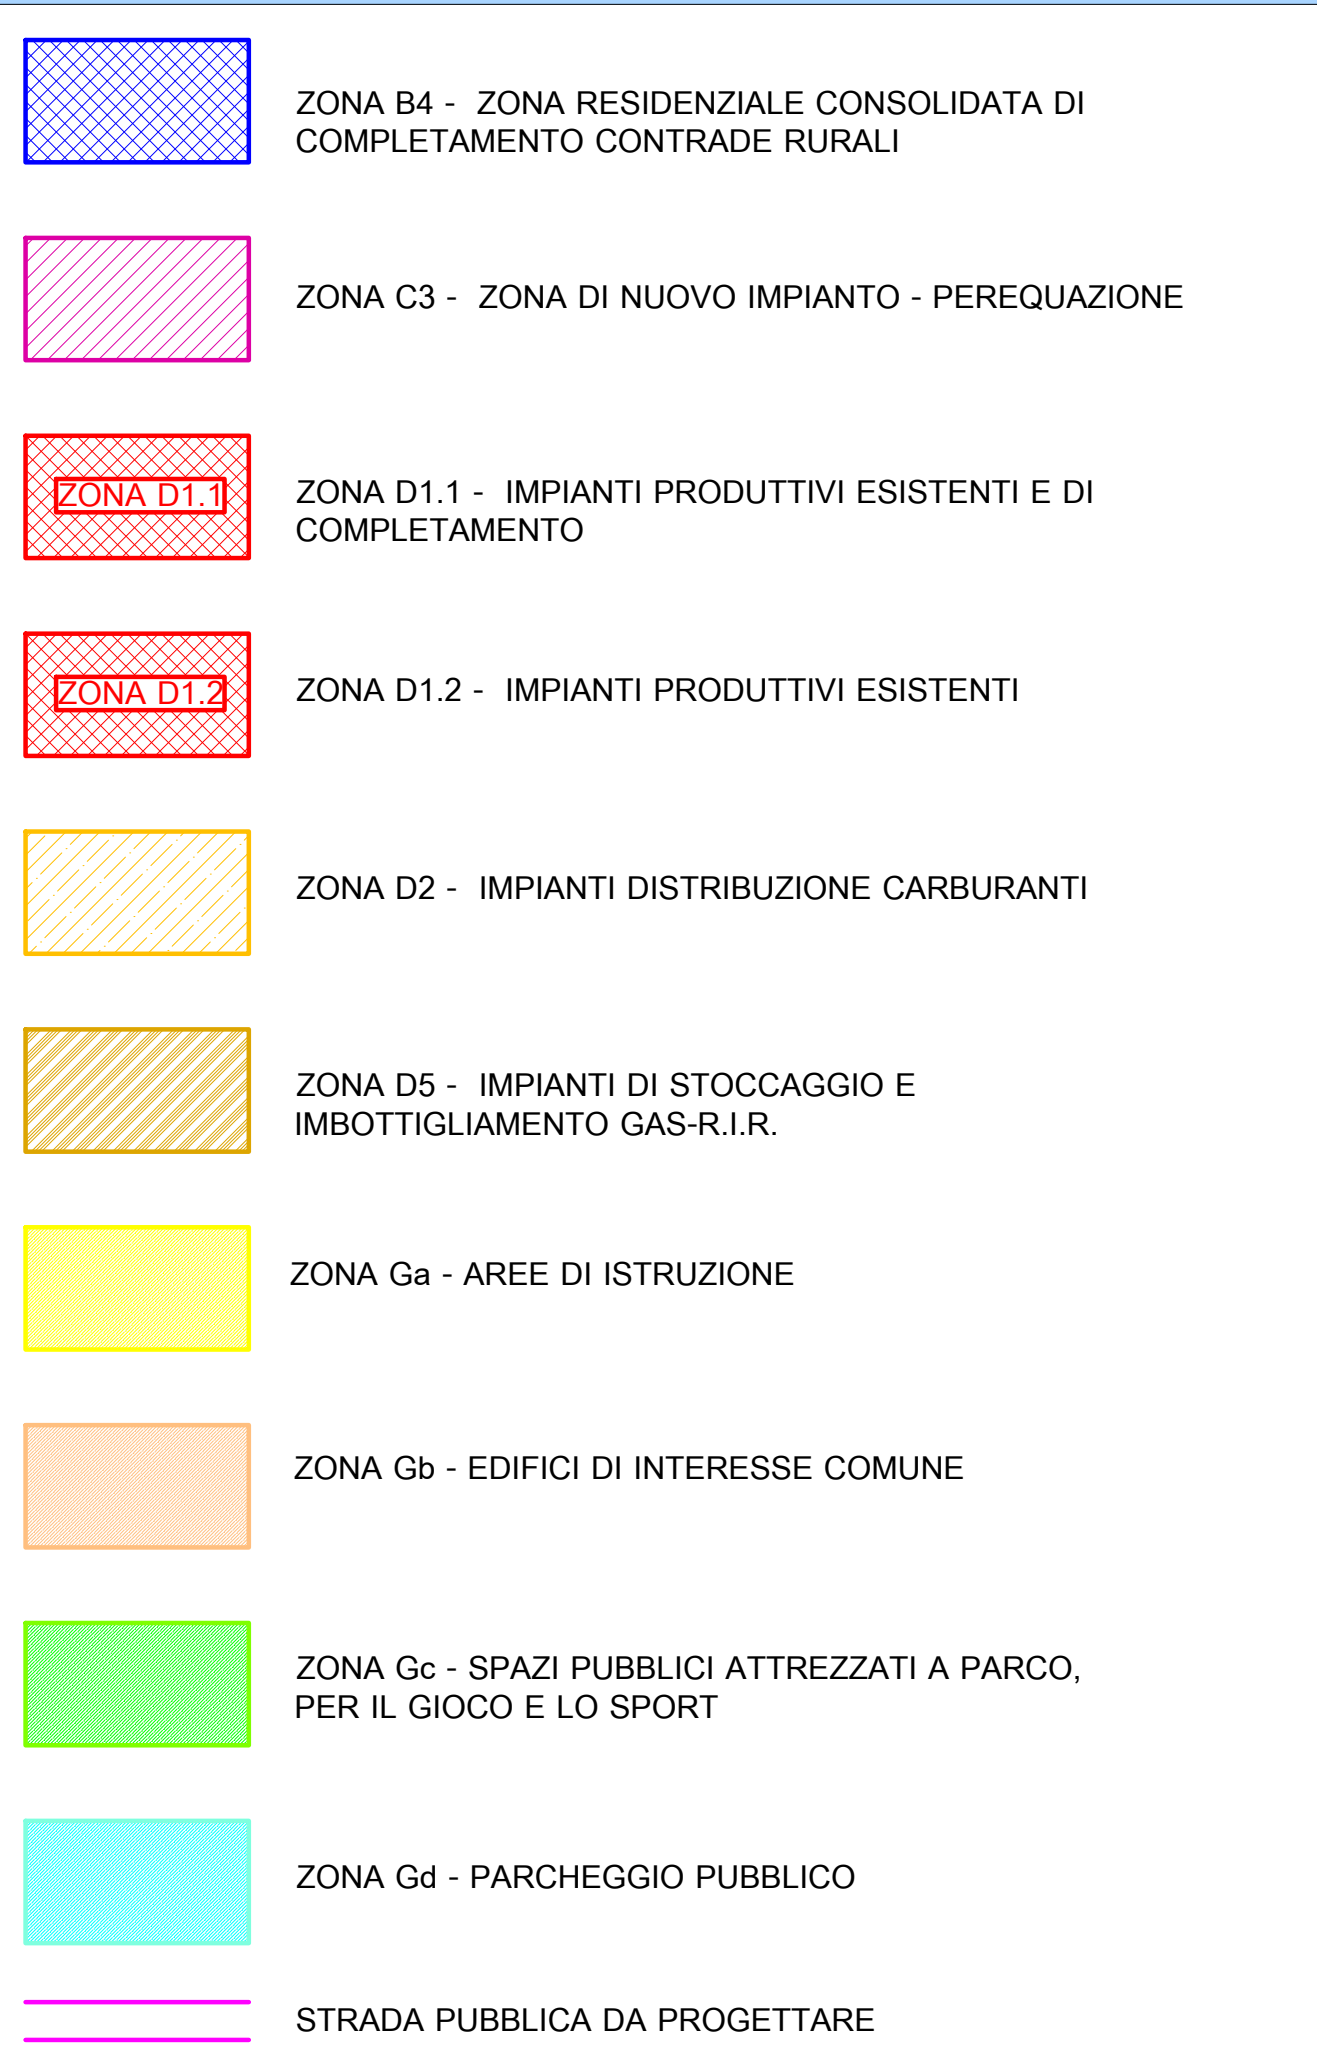 ZONA B4 - ZONA RESIDENZIALE CONSOLIDATA DI
COMPLETAMENTO CONTRADE RURALI
ZONA C3 - ZONA DI NUOVO IMPIANTO - PEREQUAZIONE
ZONA D1.1
ZONA D1.1 - IMPIANTI PRODUTTIVI ESISTENTI E DI
COMPLETAMENTO
ZONA D1.2
ZONA D1.2 - IMPIANTI PRODUTTIVI ESISTENTI
ZONA D2 - IMPIANTI DISTRIBUZIONE CARBURANTI
ZONA D5 - IMPIANTI DI STOCCAGGIO E
IMBOTTIGLIAMENTO GAS-R.I.R.
ZONA Ga - AREE DI ISTRUZIONE
ZONA Gb - EDIFICI DI INTERESSE COMUNE
ZONA Gc - SPAZI PUBBLICI ATTREZZATI A PARCO,
PER IL GIOCO E LO SPORT
ZONA Gd - PARCHEGGIO PUBBLICO
STRADA PUBBLICA DA PROGETTARE